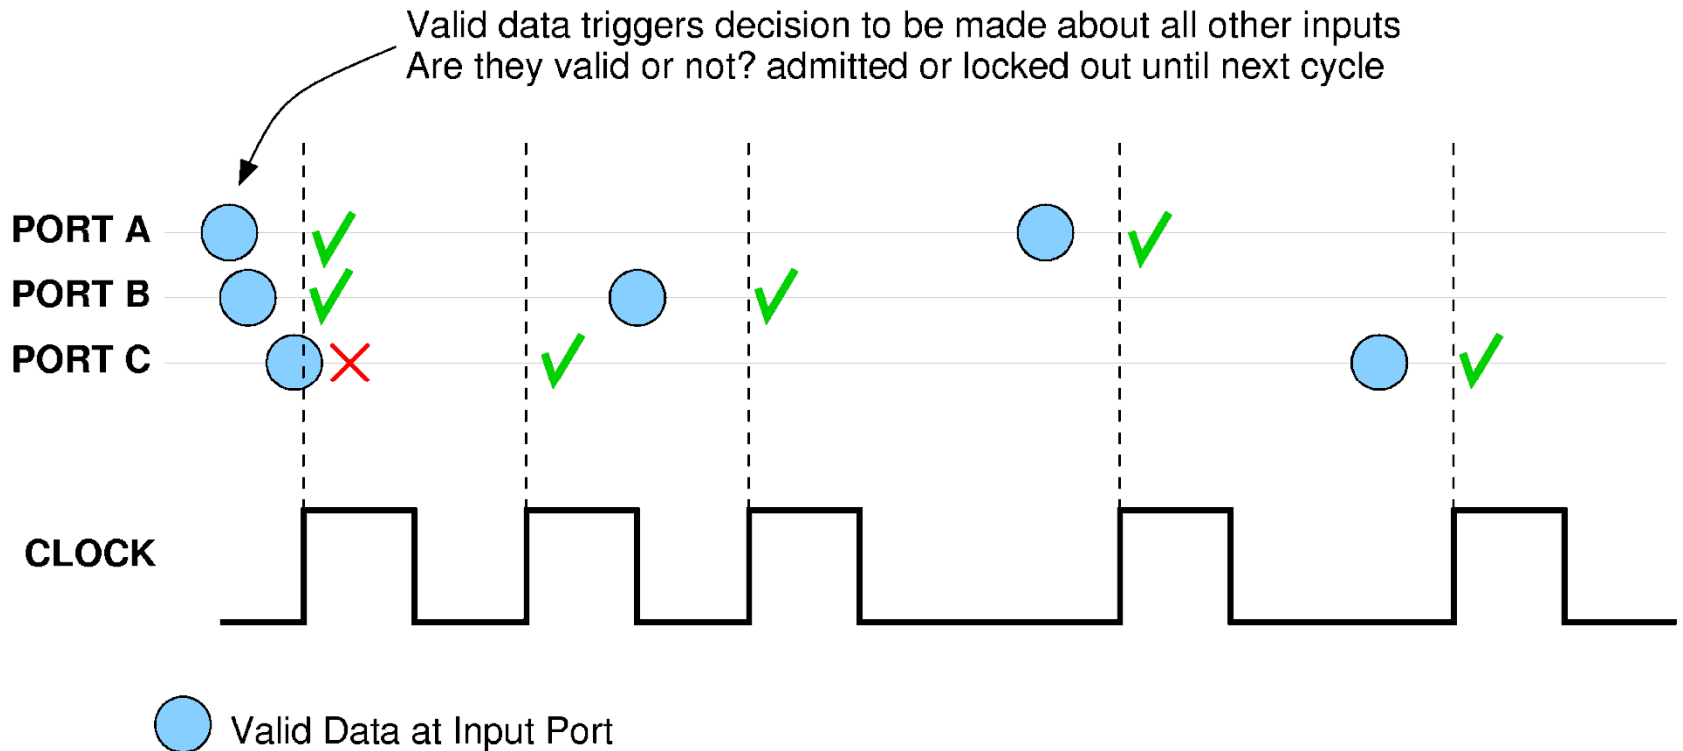 Valid data triggers decision to be made about all other inputs
Are they valid or not? admitted or locked out until next cycle
PORT A
PORT B
PORT C
CLOCK
Valid Data at Input Port